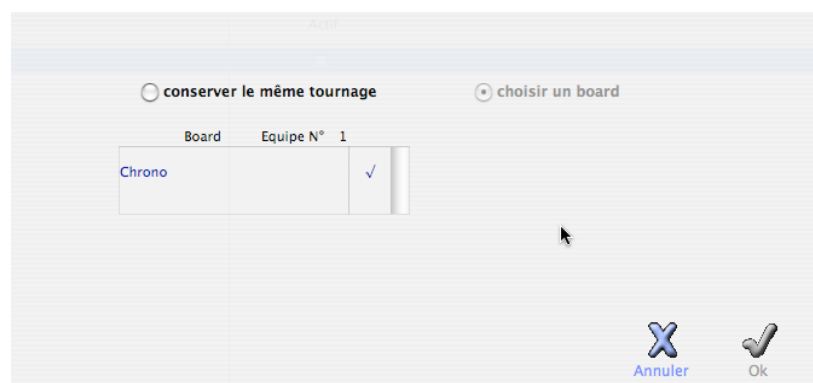 Actif
conserver le même tournage choisir un board
Board Equipe N° 1
Chrono √
Annuler Ok